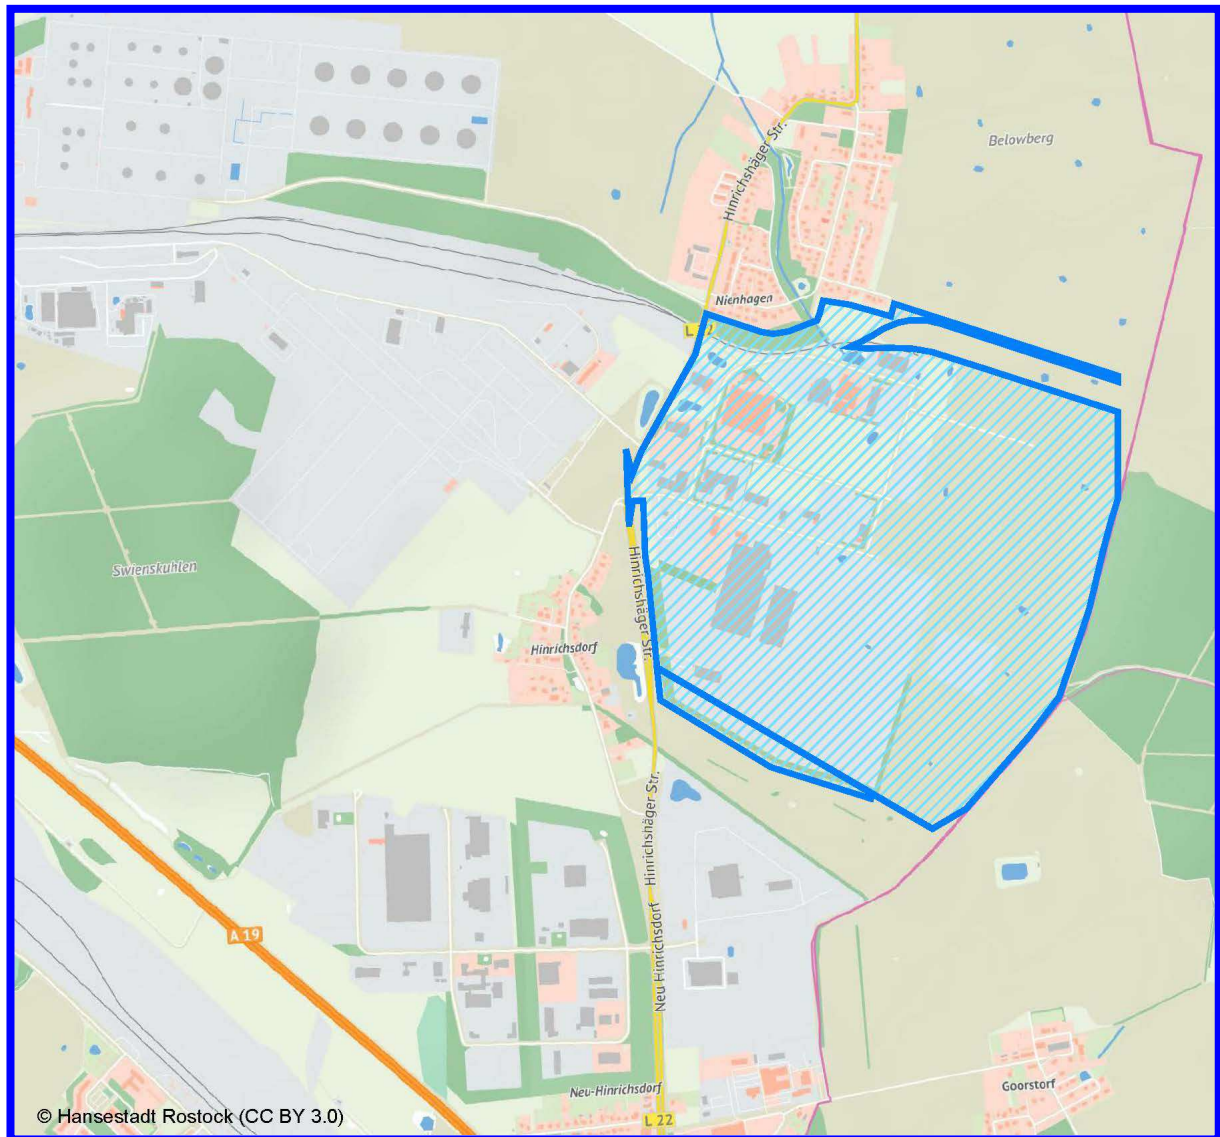 Belowberg
Hinrichshäger Str.
Nienhagen
L 22
Swienskuhlen
Hinrichshäger Str.
Hinrichsdorf
Hinrichshäger Str.
A 19
Neu Hinrichsdorf
Neu-Hinrichsdorf
Goorstorf
L 22
© Hansestadt Rostock (CC BY 3.0)